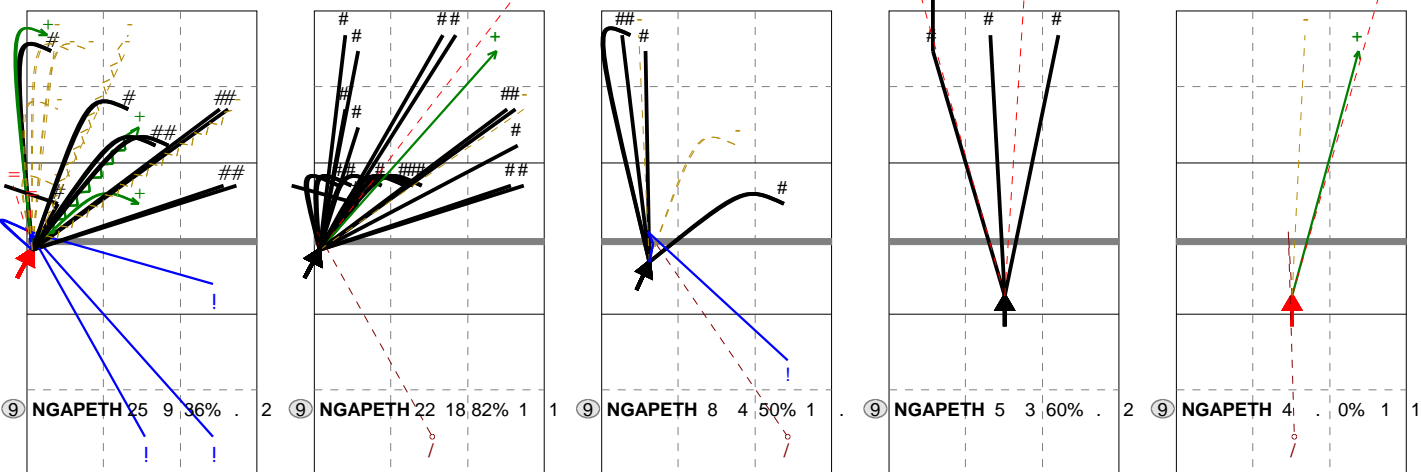 9 NGAPETH 25 9 36% . 2
9 NGAPETH 22 18 82% 1 1
9 NGAPETH 8 4 50% 1 .
9 NGAPETH 5 3 60% . 2
9 NGAPETH 4 . 0% 1 1